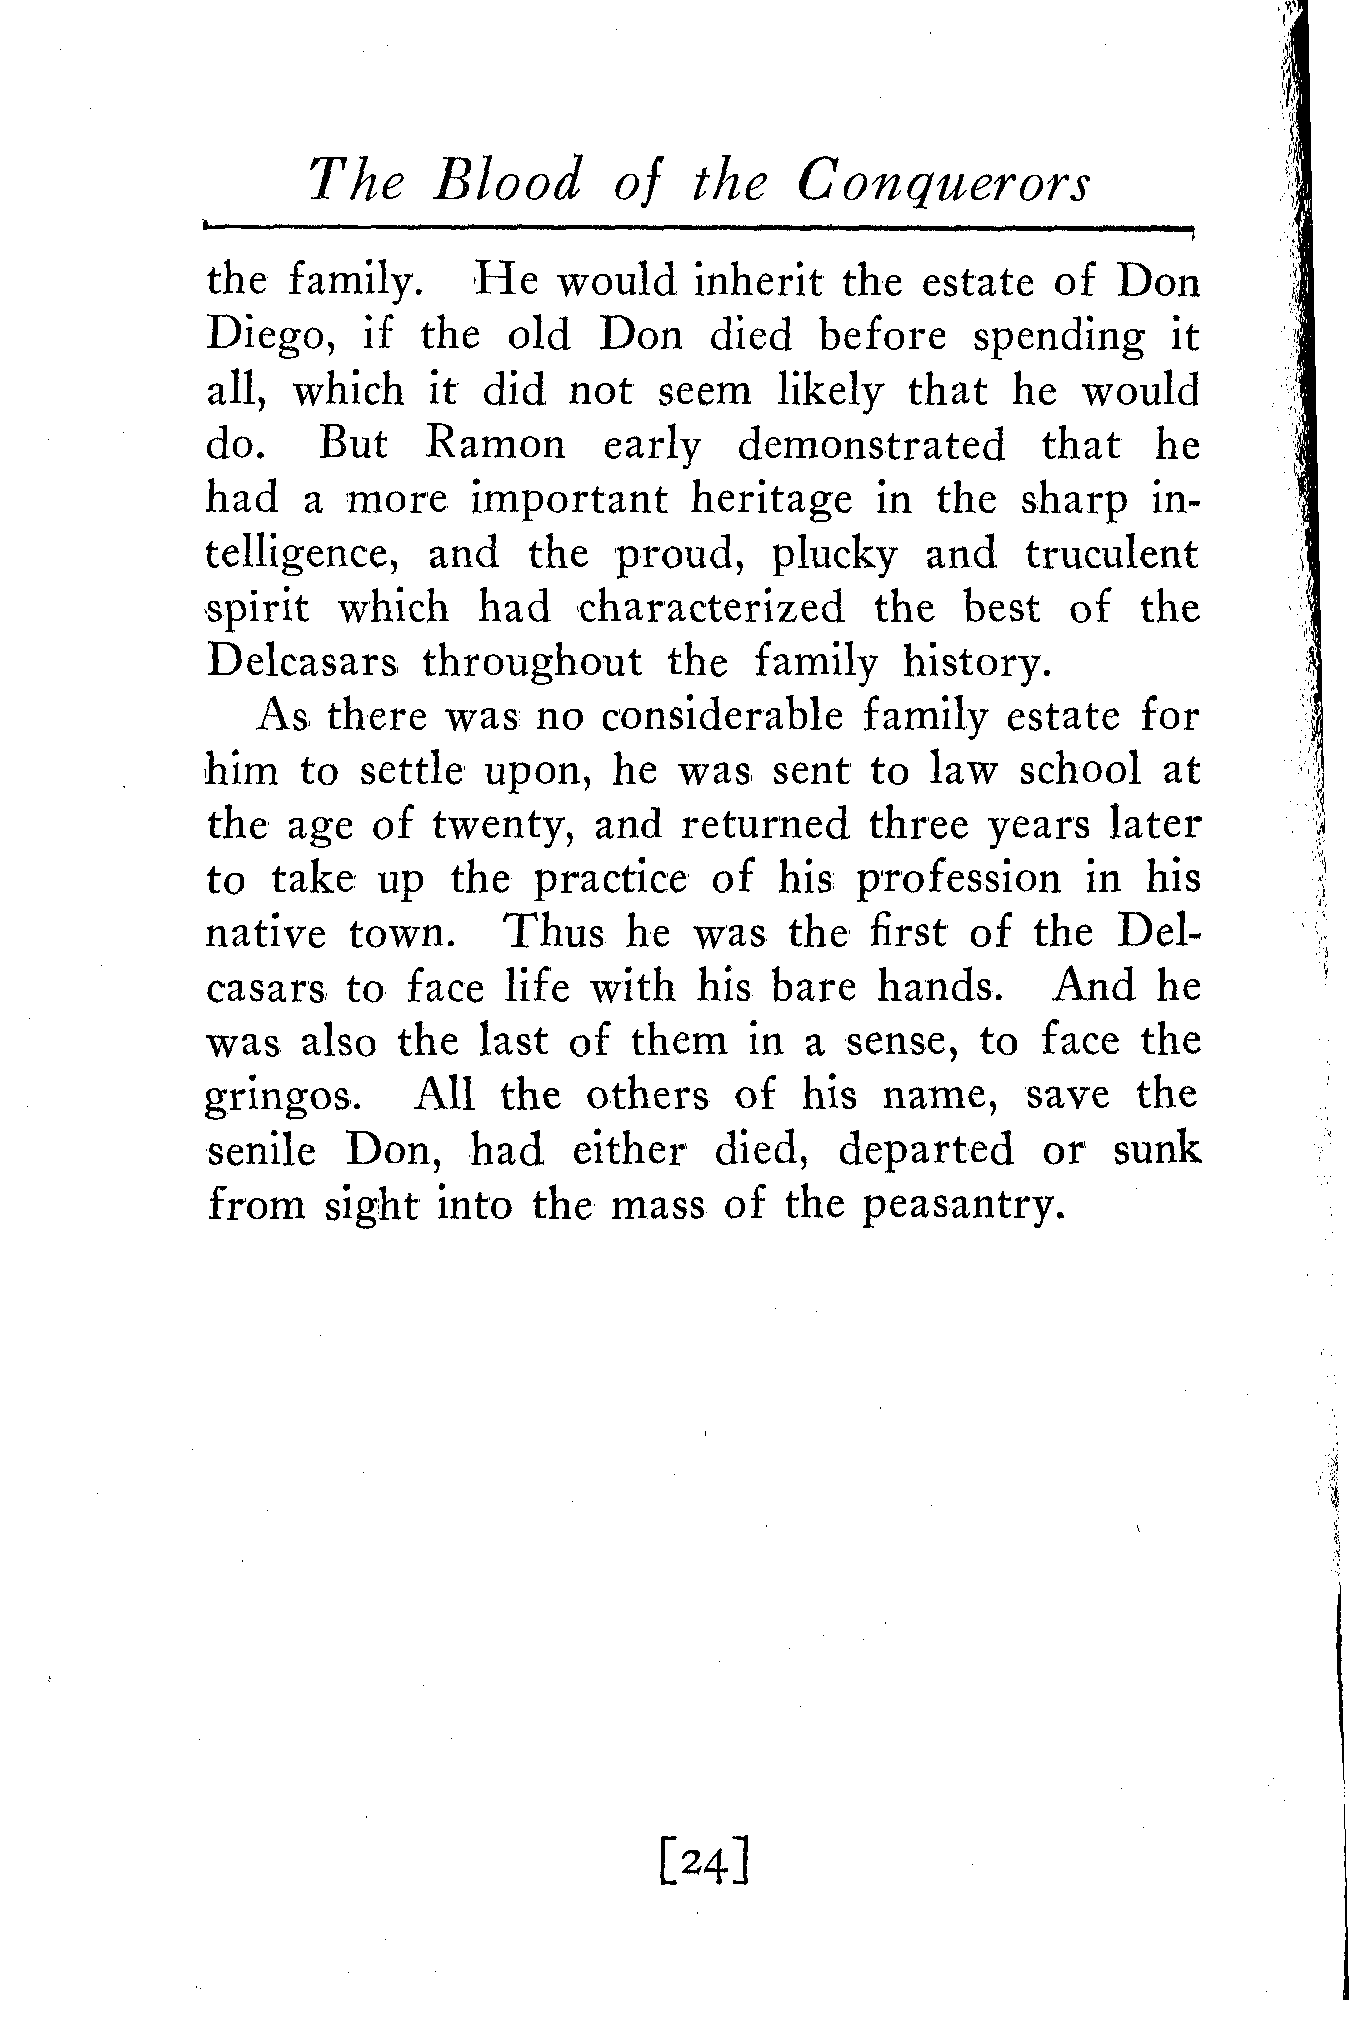 The Blood of the Conquerors
the family. He would inherit the estate of Don
Diego, if the old Don died before spending it
all, which it did not seem likely that he would
do. But Ramon early demonstrated that he
had a more important heritage in the sharp in-
telligence, and the proud, plucky and truculent
spirit which had characterized the best of the
Delcasars throughout the family history.
As there was no considerable family estate for
him to settle upon, he was sent to law school at
the age of twenty, and returned three years later
to take up the practice of his profession in his
native town. Thus he was the first of the Del-
casars to face life with his bare hands. And he
was also the last of them in a sense, to face the
gringos. All the others of his name, save the
senile Don, had either died, departed or sunk
from sight into the mass of the peasantry.
[24]